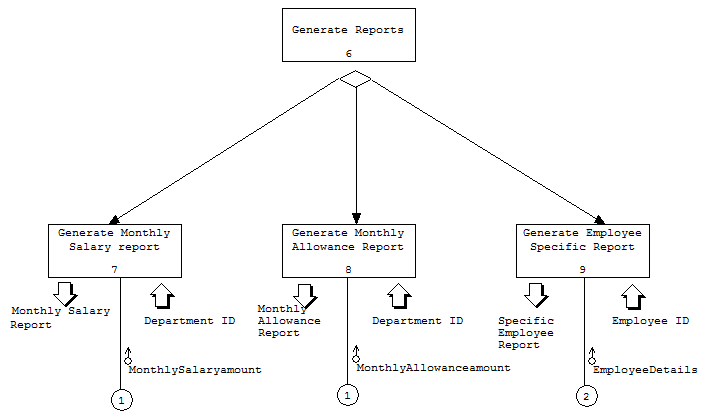 Generate Reports
6
Generate Monthly
Salary report
7
Generate Monthly
Allowance Report
8
Generate Employee
Specific Report
9
Monthly Salary
Report
Department ID
Monthly
Allowance
Report
Department ID
Specific
Employee
Report
Employee ID
MonthlySalaryamount
MonthlyAllowanceamount
EmployeeDetails
1
1
2